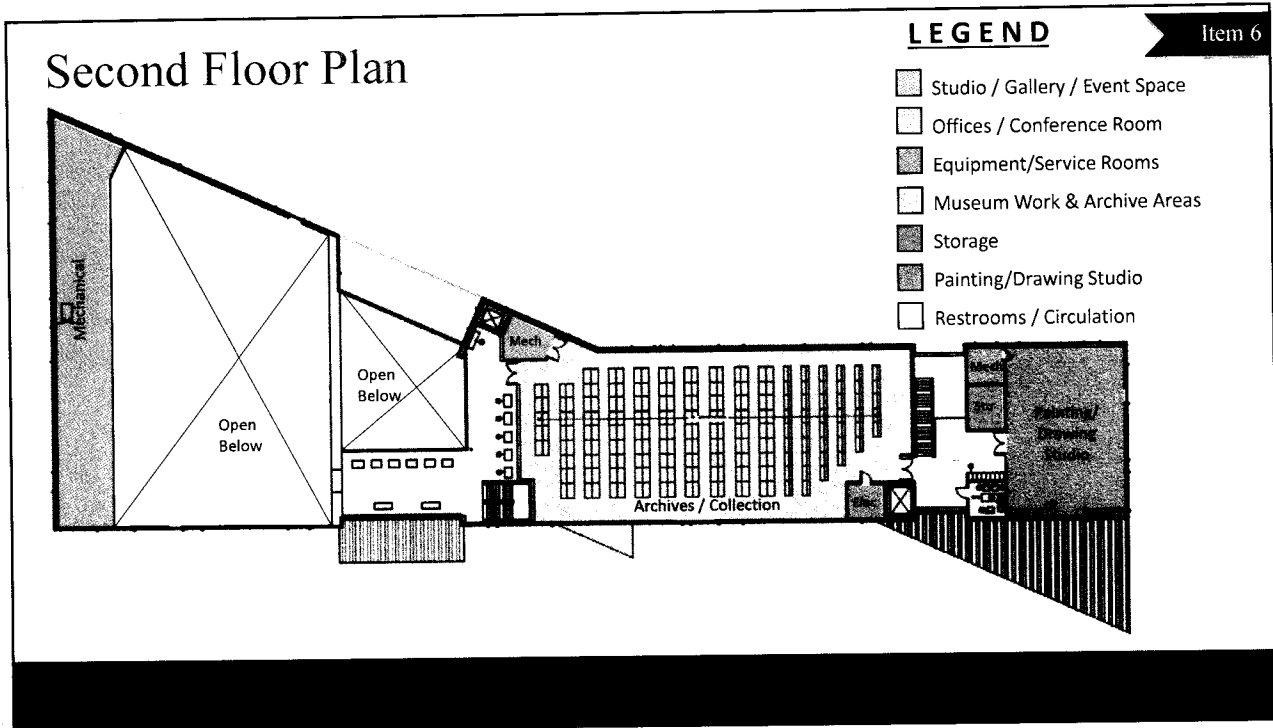 Second Floor Plan
LEGEND
Item 6
Studio / Gallery / Event Space
Offices / Conference Room
Equipment/Service Rooms
Museum Work & Archive Areas
Storage
Painting/Drawing Studio
Restrooms / Circulation
Mechanical
Open
Below
Open
Below
Mech
Archives / Collection
Elec
Mech
Stor
Painting/
Drawing
Studio